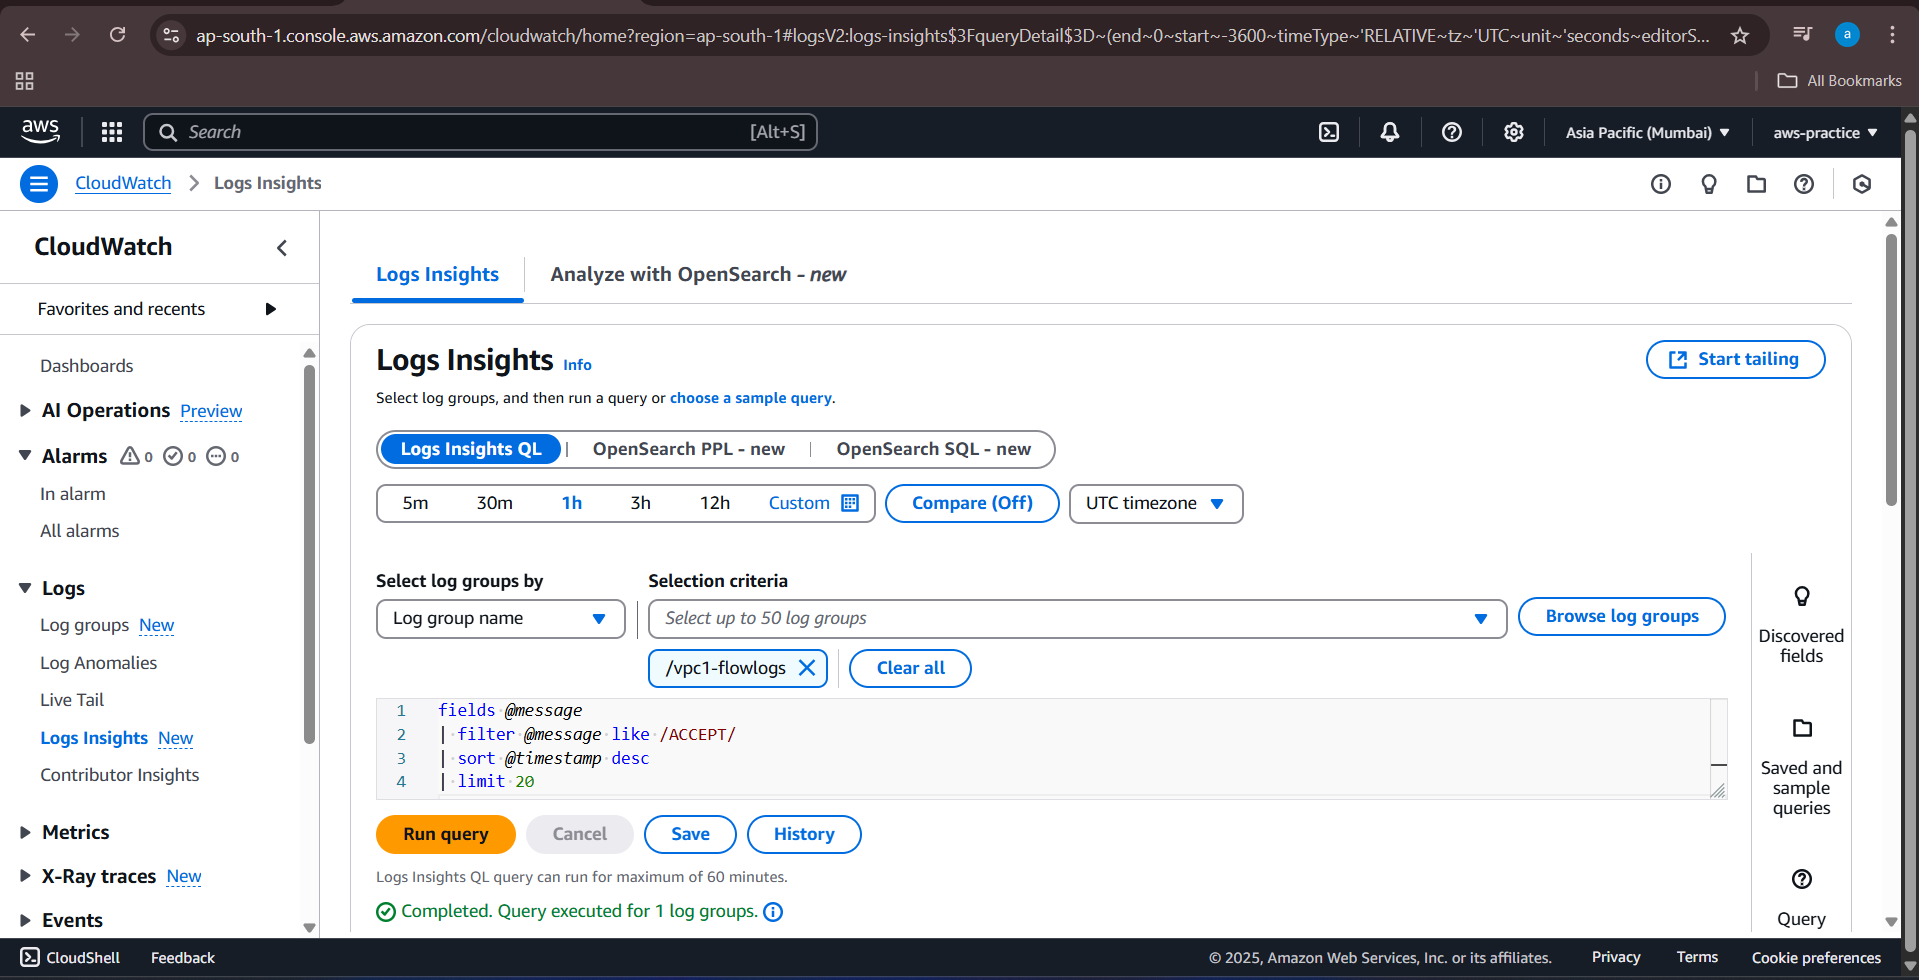 ap-south-1.console.aws.amazon.com/cloudwatch/home?region=ap-south-1#logsV2:logs-insights$3FqueryDetail$3D~(end~0~start~-3600~timeType~'RELATIVE~tz~'UTC~unit~'seconds~editorS...
a
All Bookmarks
aws
Search
[Alt+S]
Asia Pacific (Mumbai)
aws-practice
CloudWatch
Logs Insights
CloudWatch
Favorites and recents
Dashboards
AI Operations Preview
Alarms 0 0 0
In alarm
All alarms
Logs
Log groups New
Log Anomalies
Live Tail
Logs Insights New
Contributor Insights
Metrics
X-Ray traces New
Events
Logs Insights
Analyze with OpenSearch - new
Logs Insights Info
Start tailing
Select log groups, and then run a query or choose a sample query.
Logs Insights QL | OpenSearch PPL - new | OpenSearch SQL - new
5m 30m 1h 3h 12h Custom
Compare (Off)
UTC timezone
Select log groups by
Selection criteria
Log group name
Select up to 50 log groups
Browse log groups
/vpc1-flowlogs
Clear all
1 fields @message
2 | filter @message like /ACCEPT/
3 | sort @timestamp desc
4 | limit 20
Run query
Cancel
Save
History
Logs Insights QL query can run for maximum of 60 minutes.
Completed. Query executed for 1 log groups.
Discovered
fields
Saved and
sample
queries
Query
CloudShell
Feedback
© 2025, Amazon Web Services, Inc. or its affiliates.
Privacy
Terms
Cookie preferences